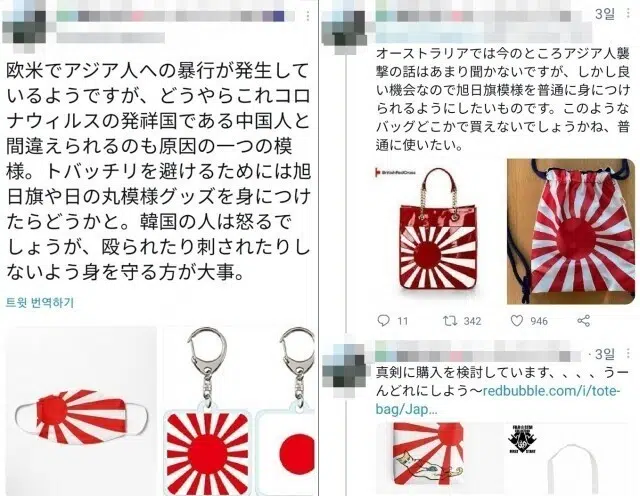 欧米でアジア人への暴行が発生して
いるようですが、どうやらこれコロ
ナウィルスの発祥国である中国人と
間違えられるのも原因の一つの模
様。トバッチリを避けるためには旭
日旗や日の丸模様グッズを身につけ
たらどうかと。韓国の人は怒るで
しょうが、殴られたり刺されたりし
ないよう身を守る方が大事。
트윗 번역하기
3일
オーストラリアでは今のところアジア人襲
撃の話はあまり聞かないですが、しかし良
い機会なので旭日旗模様を普通に身につけ
られるようにしたいものです。このような
バッグどこかで買えないでしょうかね、普
通に使いたい。
BritishRedCross
11 342 946
· 3일
真剣に購入を検討しています、、、、うー
んどれにしよう〜redbubble.com/i/tote-
bag/Jap…